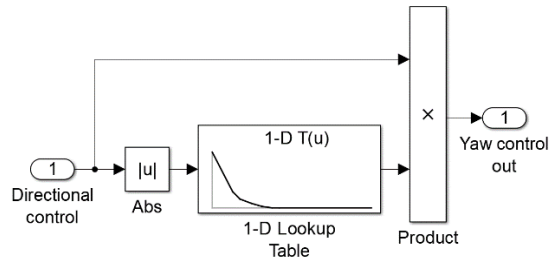 1-D T(u)
1
Directional
control
|u|
Abs
1-D Lookup
Table
×
Product
1
Yaw control
out